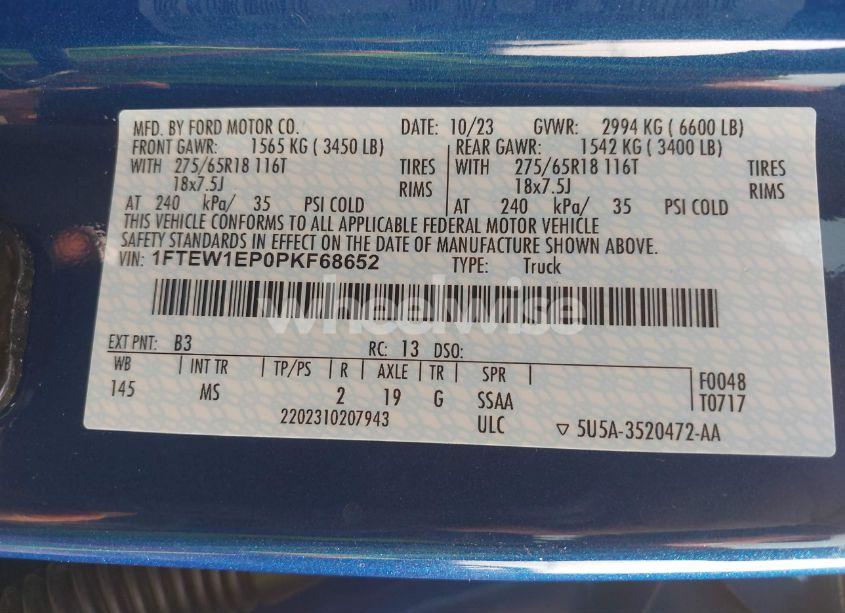 MFD. BY FORD MOTOR CO. DATE: 10/23 GVWR: 2994 KG ( 6600 LB)
FRONT GAWR: 1565 KG ( 3450 LB) REAR GAWR: 1542 KG ( 3400 LB)
WITH 275/65R18 116T TIRES WITH 275/65R18 116T TIRES
18x7.5J RIMS 18x7.5J RIMS
AT 240 kPa/ 35 PSI COLD AT 240 kPa/ 35 PSI COLD
THIS VEHICLE CONFORMS TO ALL APPLICABLE FEDERAL MOTOR VEHICLE
SAFETY STANDARDS IN EFFECT ON THE DATE OF MANUFACTURE SHOWN ABOVE.
VIN: 1FTEW1EP0PKF68652 TYPE: Truck
wheelwise
EXT PNT: B3 RC: 13 DSO:
WB INT TR TP/PS R AXLE TR SPR F0048
145 MS 2 19 G SSAA T0717
2202310207943 ULC ▽ 5U5A-3520472-AA